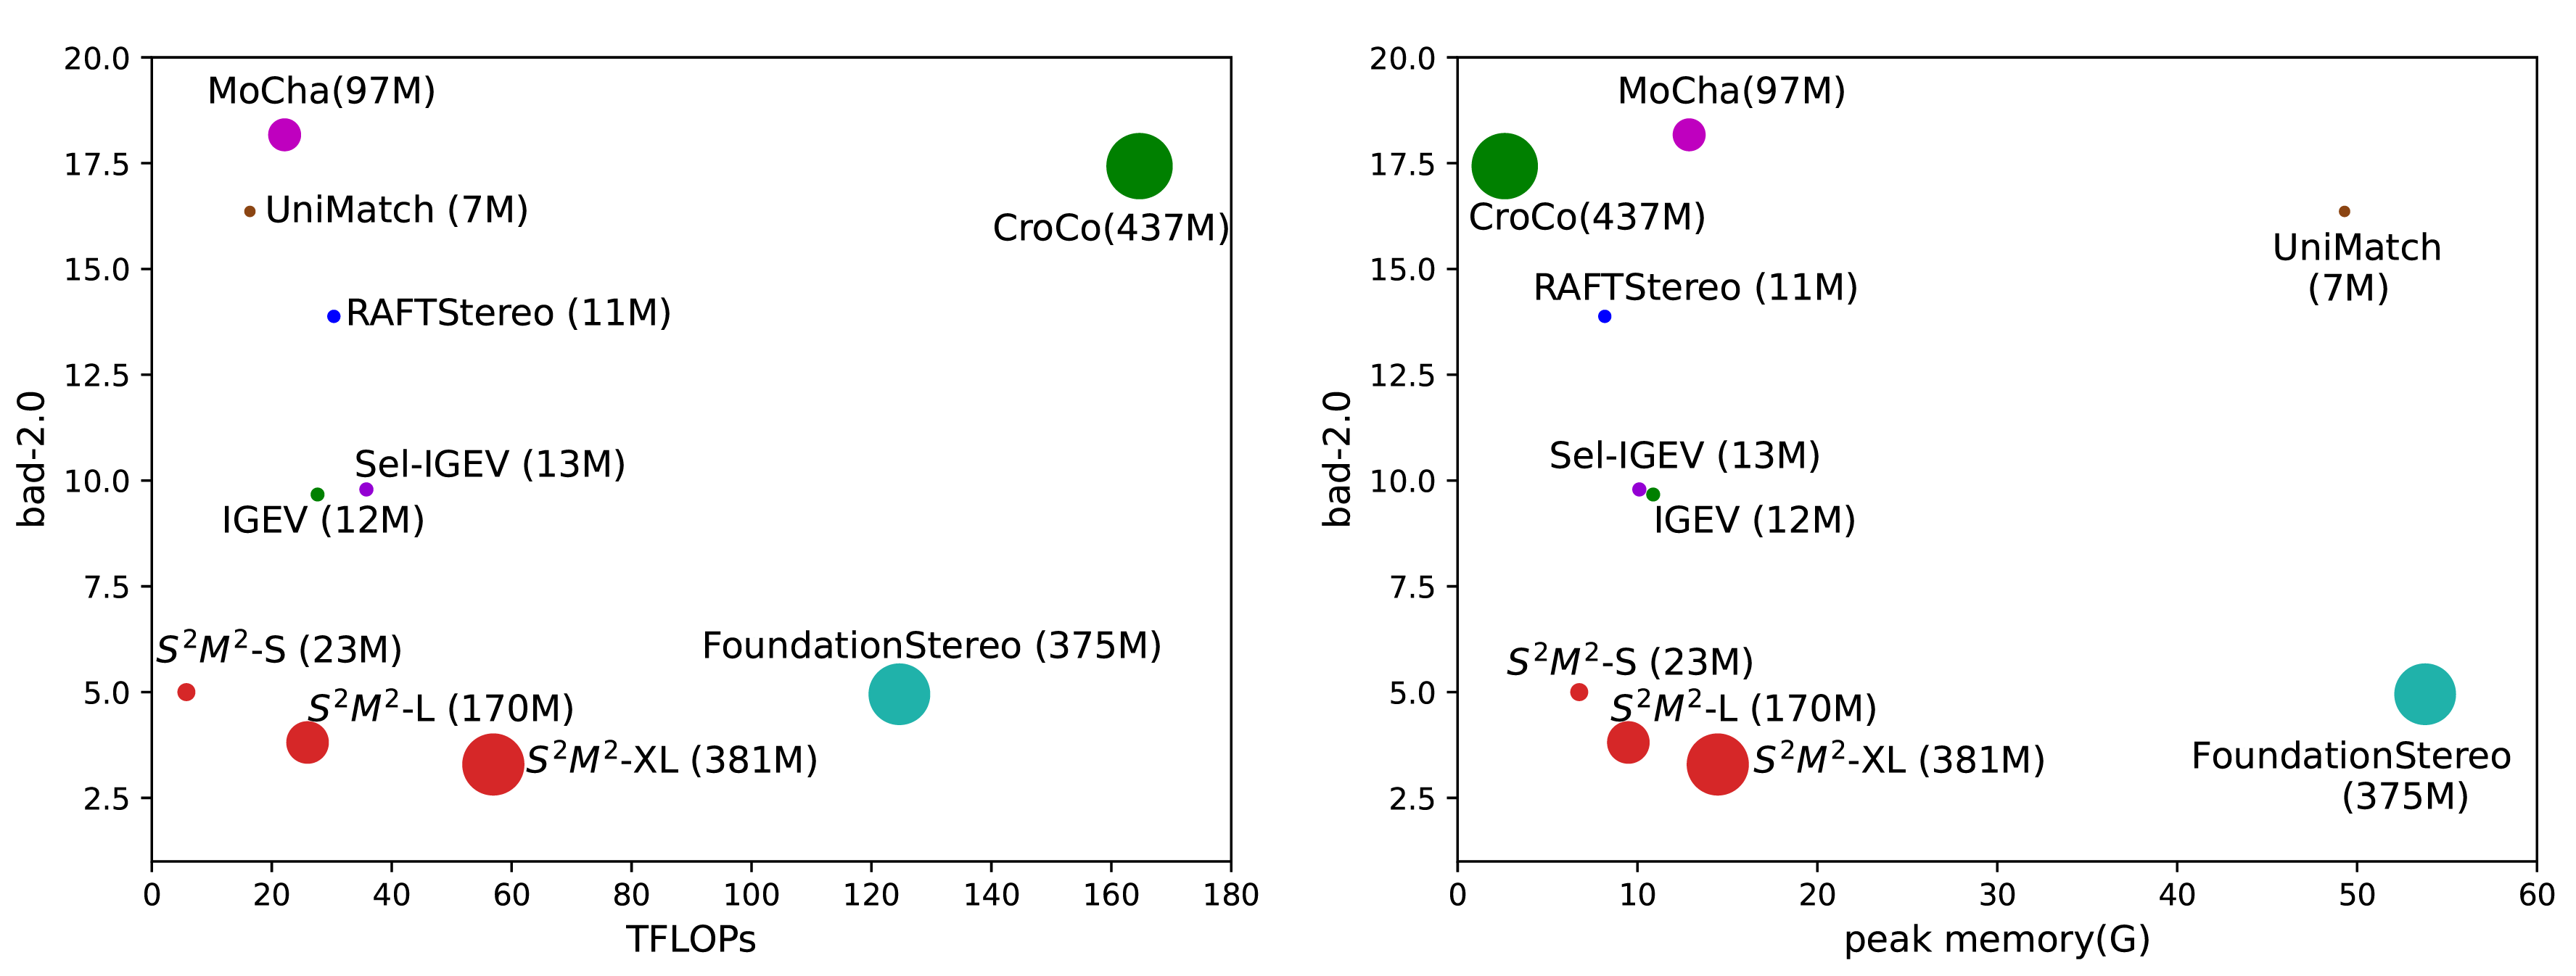 20.0
17.5
15.0
12.5
10.0
7.5
5.0
2.5
bad-2.0
MoCha(97M)
UniMatch (7M)
CroCo(437M)
RAFTStereo (11M)
Sel-IGEV (13M)
IGEV (12M)
S²M²-S (23M)
FoundationStereo (375M)
S²M²-L (170M)
S²M²-XL (381M)
0 20 40 60 80 100 120 140 160 180
TFLOPs
20.0
17.5
15.0
12.5
10.0
7.5
5.0
2.5
bad-2.0
MoCha(97M)
CroCo(437M)
UniMatch
(7M)
RAFTStereo (11M)
Sel-IGEV (13M)
IGEV (12M)
S²M²-S (23M)
S²M²-L (170M)
S²M²-XL (381M)
FoundationStereo
(375M)
0 10 20 30 40 50 60
peak memory(G)